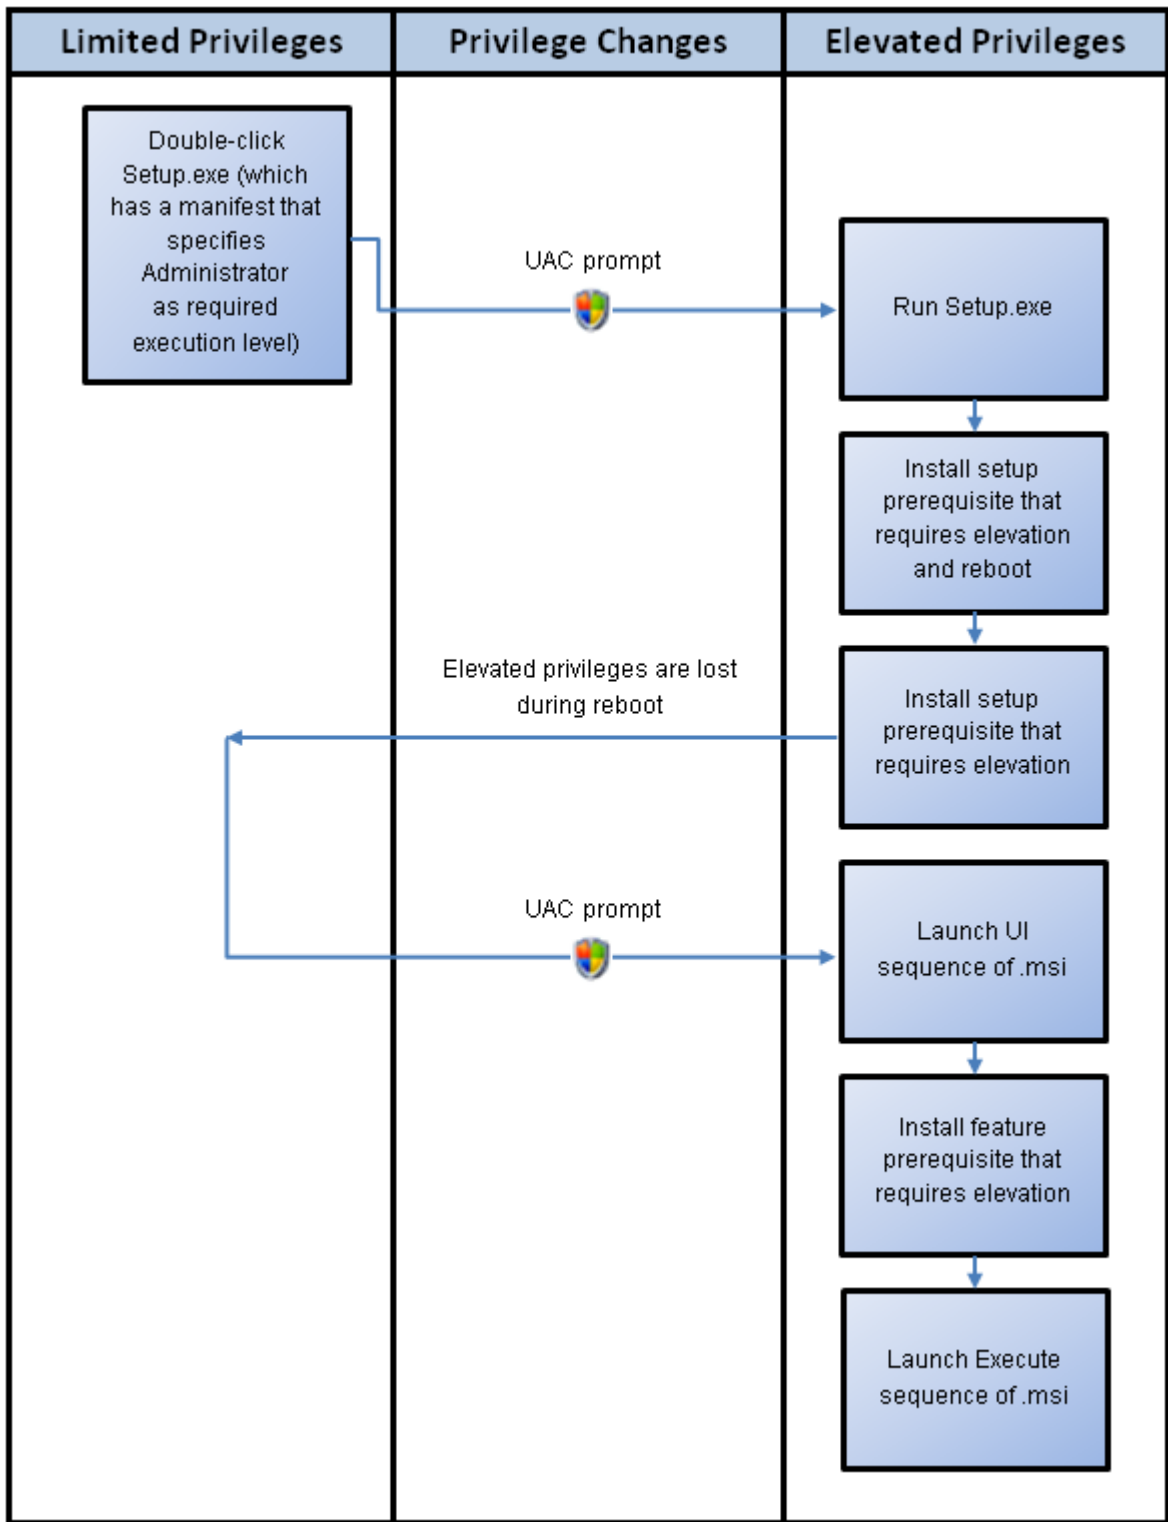 Limited Privileges
Privilege Changes
Elevated Privileges
Double-click
Setup.exe (which
has a manifest that
specifies
Administrator
as required
execution level)
UAC prompt
Run Setup.exe
Install setup
prerequisite that
requires elevation
and reboot
Elevated privileges are lost
during reboot
Install setup
prerequisite that
requires elevation
UAC prompt
Launch UI
sequence of .msi
Install feature
prerequisite that
requires elevation
Launch Execute
sequence of .msi